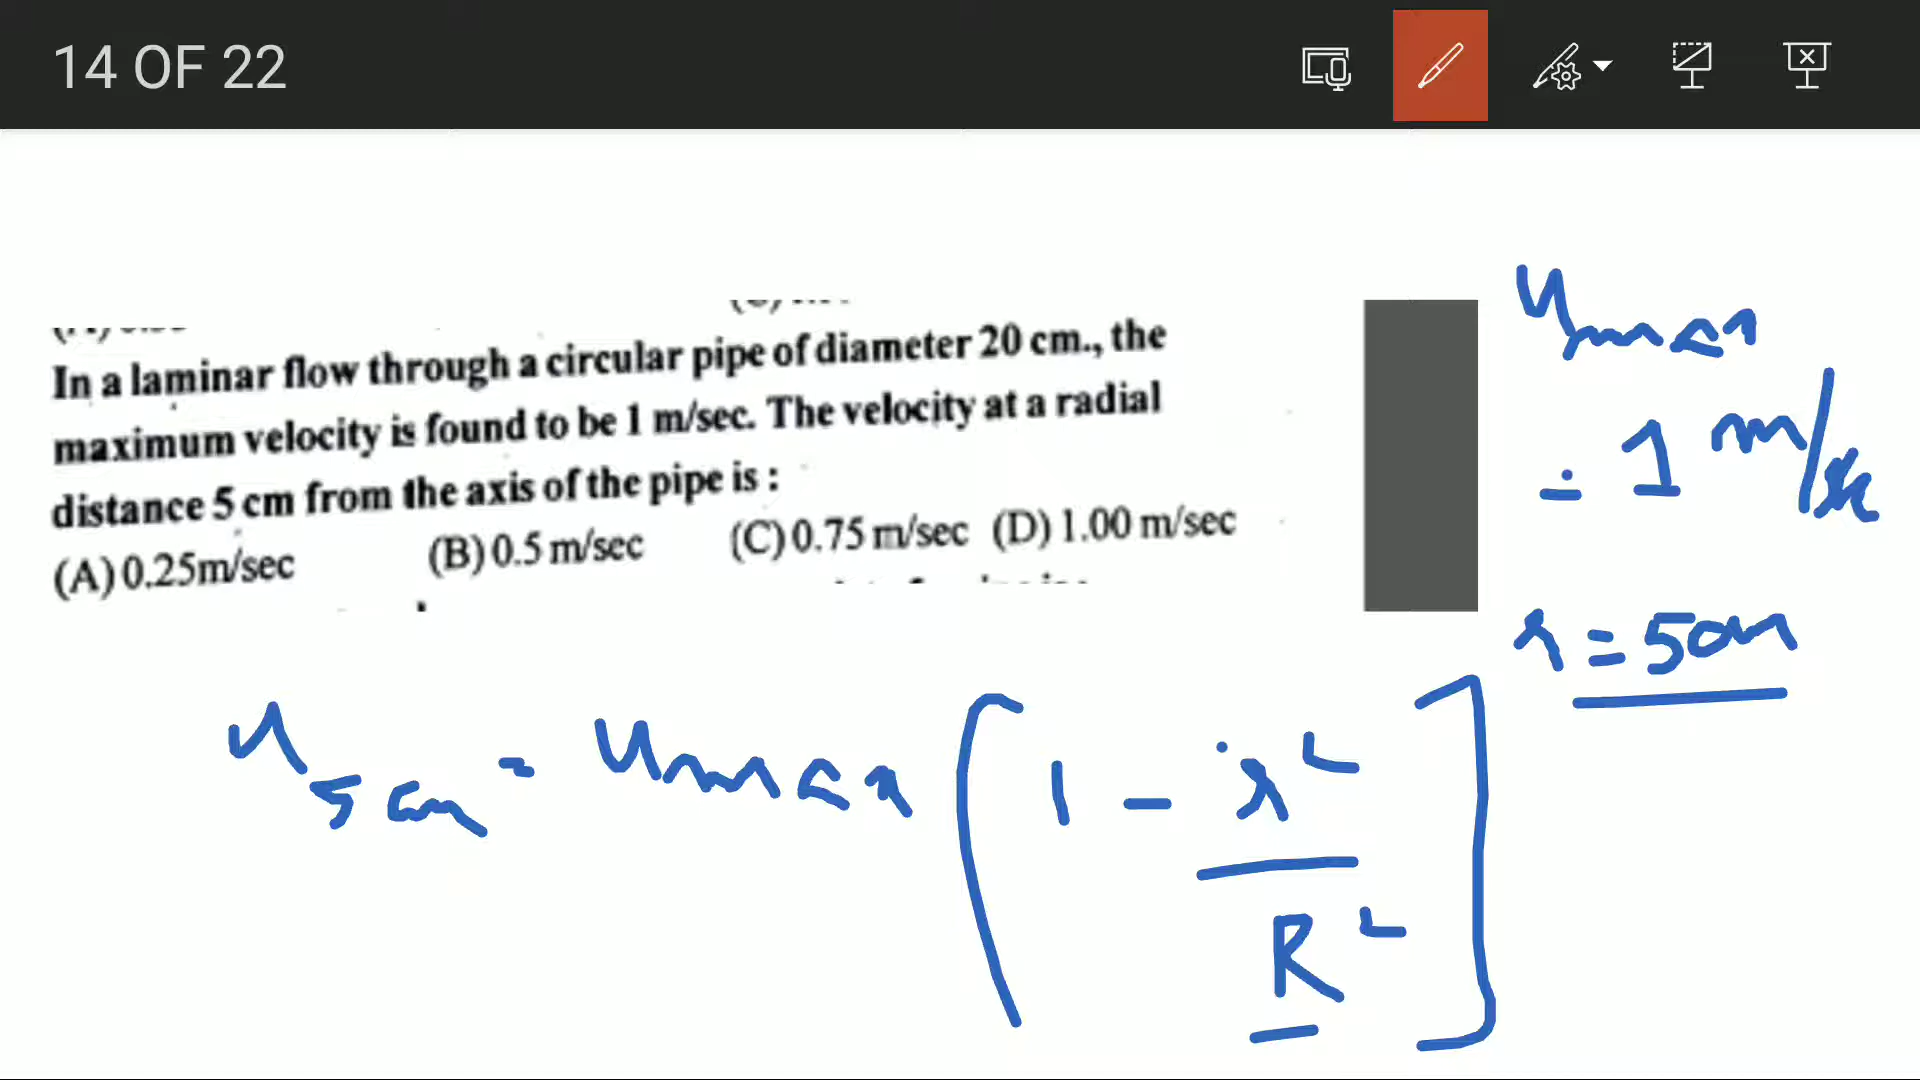 14 OF 22
In a laminar flow through a circular pipe of diameter 20 cm., the
maximum velocity is found to be 1 m/sec. The velocity at a radial
distance 5 cm from the axis of the pipe is :
(A) 0.25m/sec (B) 0.5 m/sec (C) 0.75 m/sec (D) 1.00 m/sec
umax
= 1 m/sec
r = 5cm
u5cm = umax [1 - r²/R²]